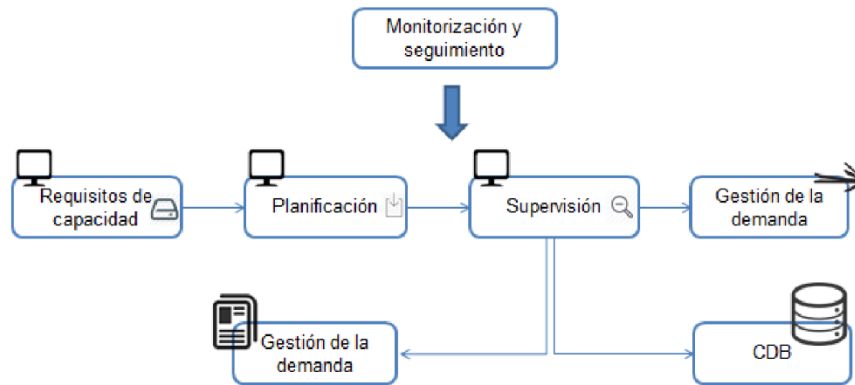 Monitorización y
seguimiento
Requisitos de
capacidad
Planificación
Supervisión
Gestión de la
demanda
Gestión de la
demanda
CDB